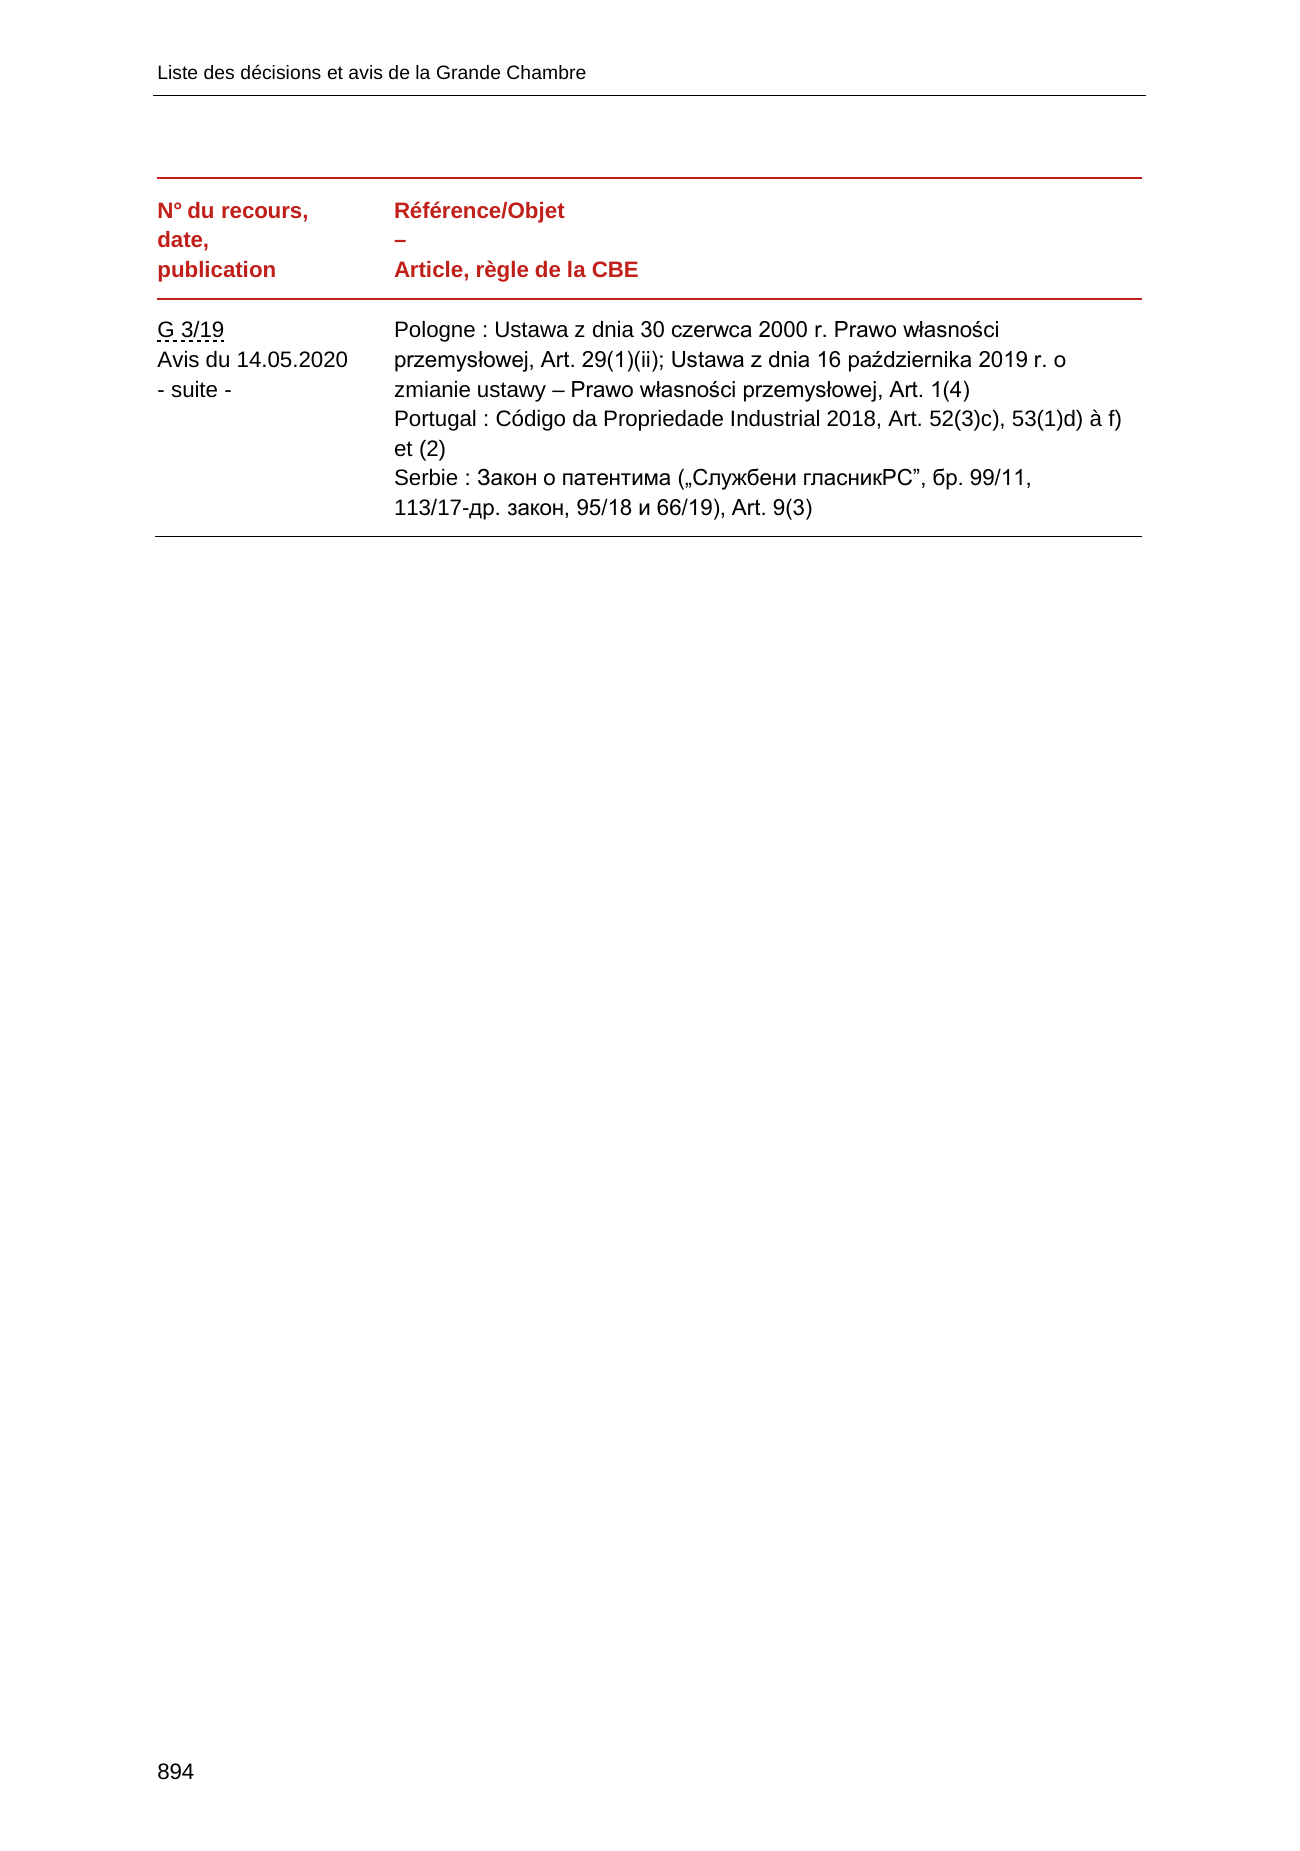 Liste des décisions et avis de la Grande Chambre
N° du recours,
date,
publication
Référence/Objet
–
Article, règle de la CBE
G 3/19
Avis du 14.05.2020
- suite -
Pologne : Ustawa z dnia 30 czerwca 2000 r. Prawo własności
przemysłowej, Art. 29(1)(ii); Ustawa z dnia 16 października 2019 r. o
zmianie ustawy – Prawo własności przemysłowej, Art. 1(4)
Portugal : Código da Propriedade Industrial 2018, Art. 52(3)c), 53(1)d) à f)
et (2)
Serbie : Закон о патентима („Службени гласникРС”, бр. 99/11,
113/17-др. закон, 95/18 и 66/19), Art. 9(3)
894